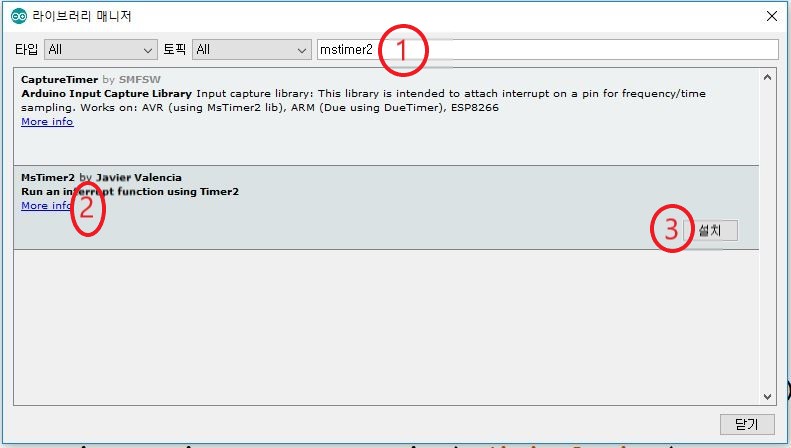 라이브러리 매니저
타입 All 토픽 All mstimer2 1
CaptureTimer by SMFSW
Arduino Input Capture Library Input capture library: This library is intended to attach interrupt on a pin for frequency/time
sampling. Works on: AVR (using MsTimer2 lib), ARM (Due using DueTimer), ESP8266
More info
MsTimer2 by Javier Valencia
Run an interrupt function using Timer2
More info 2
3 설치
닫기